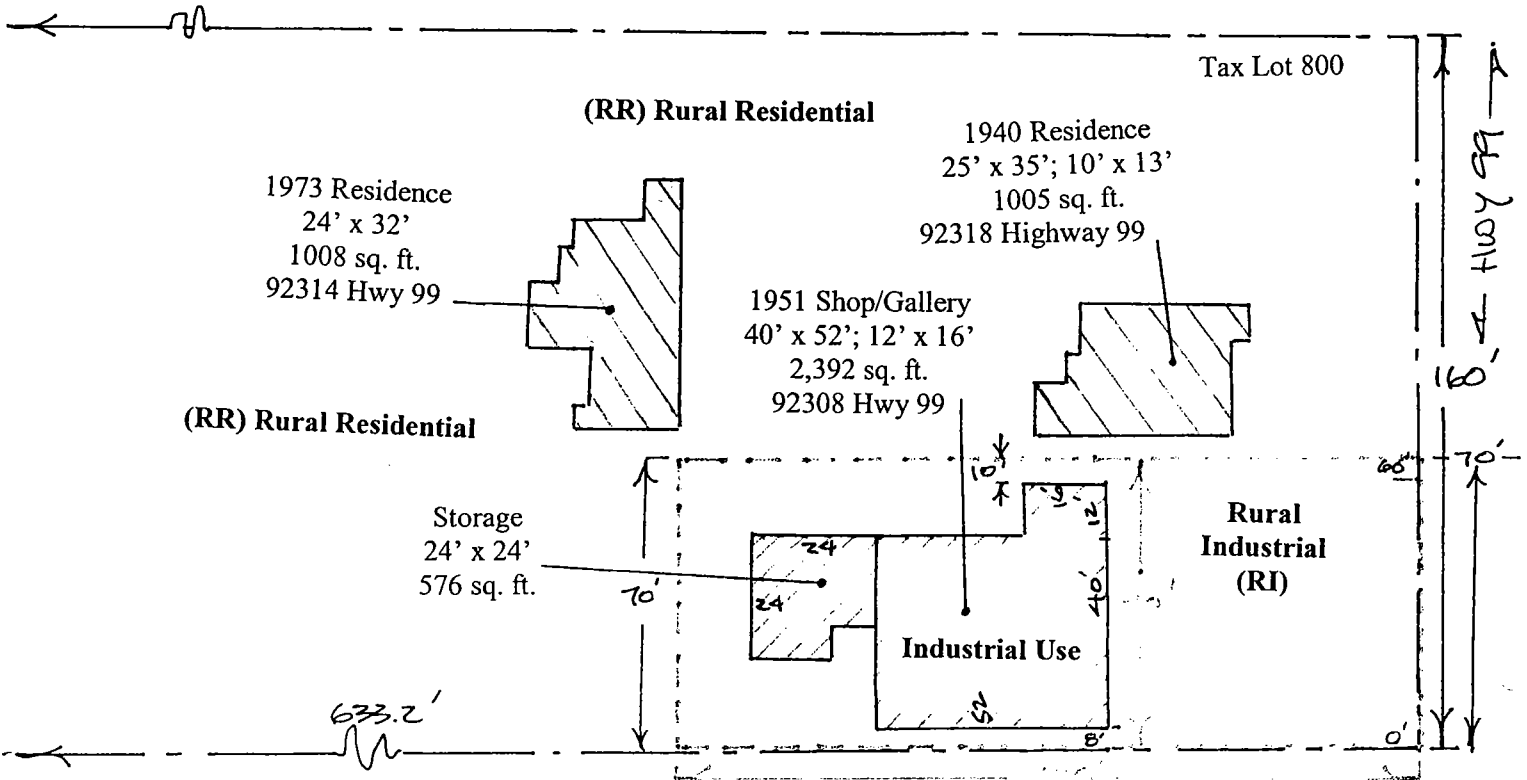 Tax Lot 800
(RR) Rural Residential
1973 Residence
24' x 32'
1008 sq. ft.
92314 Hwy 99
1940 Residence
25' x 35'; 10' x 13'
1005 sq. ft.
92318 Highway 99
HWY 99
160'
1951 Shop/Gallery
40' x 52'; 12' x 16'
2,392 sq. ft.
92308 Hwy 99
(RR) Rural Residential
10'
60'
70'
12'
Storage
24' x 24'
576 sq. ft.
70'
24
24
40'
Rural
Industrial
(RI)
Industrial Use
52
8'
0'
633.2'